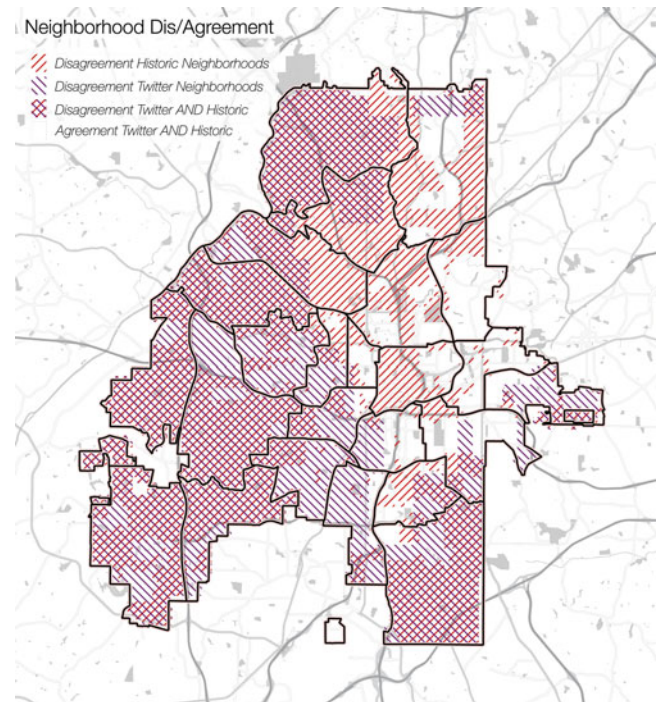 Neighborhood Dis/Agreement
Disagreement Historic Neighborhoods
Disagreement Twitter Neighborhoods
Disagreement Twitter AND Historic
Agreement Twitter AND Historic